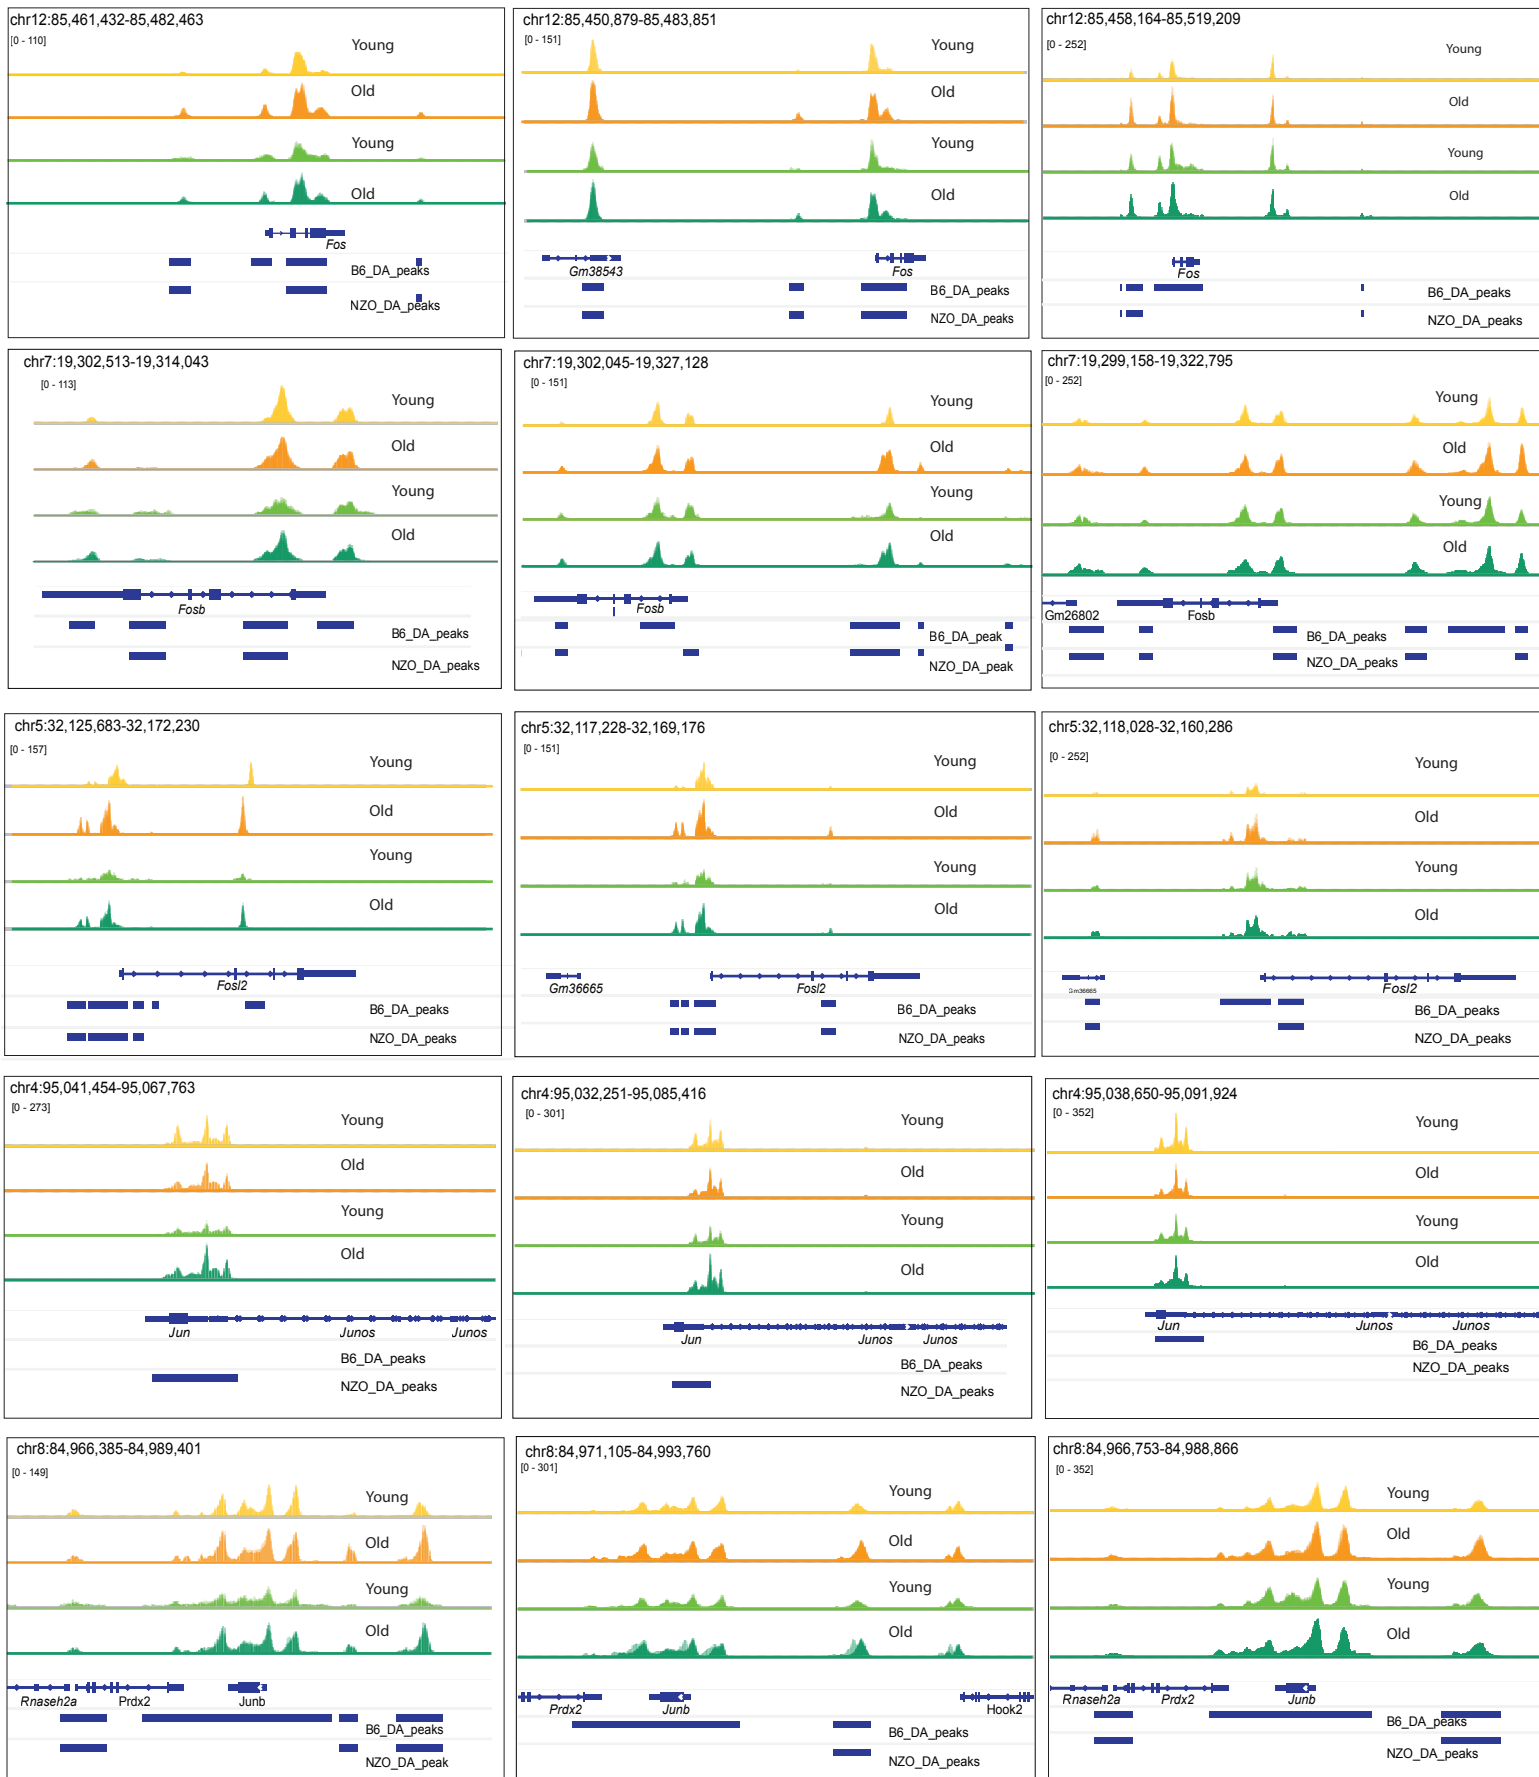 chr12:85,461,432-85,482,463
[0 - 110]
Young
Old
Young
Old
Fos
B6_DA_peaks
NZO_DA_peaks
chr12:85,450,879-85,483,851
[0 - 151]
Young
Old
Young
Old
Gm38543
Fos
B6_DA_peaks
NZO_DA_peaks
chr12:85,458,164-85,519,209
[0 - 252]
Young
Old
Young
Old
Fos
B6_DA_peaks
NZO_DA_peaks
chr7:19,302,513-19,314,043
[0 - 113]
Young
Old
Young
Old
Fosb
B6_DA_peaks
NZO_DA_peaks
chr7:19,302,045-19,327,128
[0 - 151]
Young
Old
Young
Old
Fosb
B6_DA_peak
NZO_DA_peak
chr7:19,299,158-19,322,795
[0 - 252]
Young
Old
Young
Old
Gm26802
Fosb
B6_DA_peaks
NZO_DA_peaks
chr5:32,125,683-32,172,230
[0 - 157]
Young
Old
Young
Old
Fosl2
B6_DA_peaks
NZO_DA_peaks
chr5:32,117,228-32,169,176
[0 - 151]
Young
Old
Young
Old
Gm36665
Fosl2
B6_DA_peaks
NZO_DA_peaks
chr5:32,118,028-32,160,286
[0 - 252]
Young
Old
Young
Old
Gm36665
Fosl2
B6_DA_peaks
NZO_DA_peaks
chr4:95,041,454-95,067,763
[0 - 273]
Young
Old
Young
Old
Jun
Junos
Junos
B6_DA_peaks
NZO_DA_peaks
chr4:95,032,251-95,085,416
[0 - 301]
Young
Old
Young
Old
Jun
Junos
Junos
B6_DA_peaks
NZO_DA_peaks
chr4:95,038,650-95,091,924
[0 - 352]
Young
Old
Young
Old
Jun
Junos
Junos
B6_DA_peaks
NZO_DA_peaks
chr8:84,966,385-84,989,401
[0 - 149]
Young
Old
Young
Old
Rnaseh2a
Prdx2
Junb
B6_DA_peaks
NZO_DA_peak
chr8:84,971,105-84,993,760
[0 - 301]
Young
Old
Young
Old
Prdx2
Junb
Hook2
B6_DA_peaks
NZO_DA_peaks
chr8:84,966,753-84,988,866
[0 - 352]
Young
Old
Young
Old
Rnaseh2a
Prdx2
Junb
B6_DA_peaks
NZO_DA_peaks